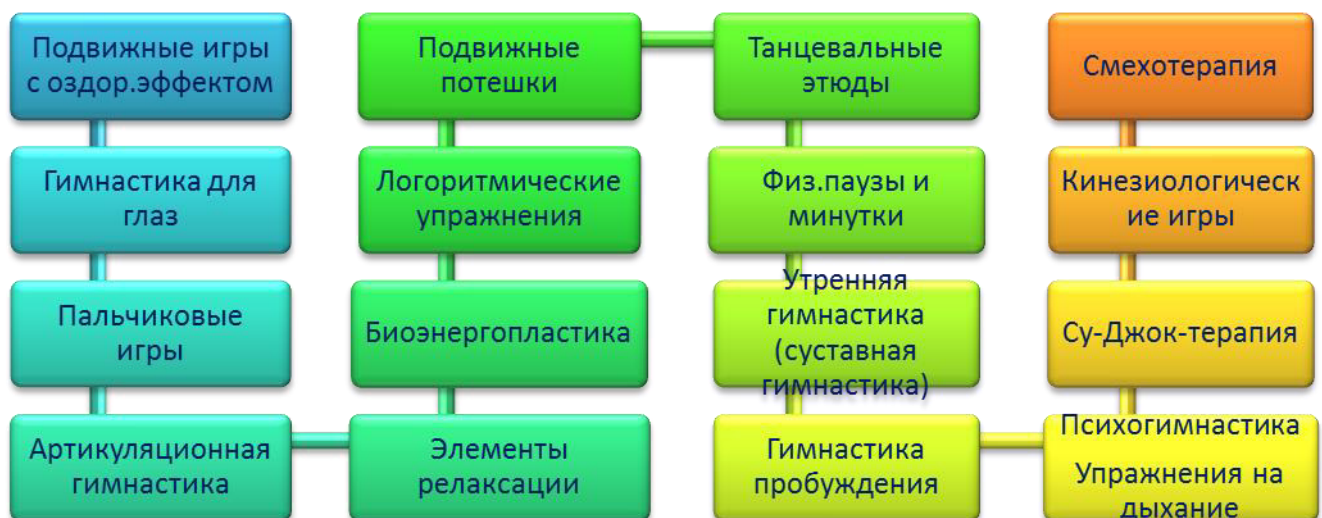 Подвижные игры
с оздор.эффектом
Гимнастика для
глаз
Пальчиковые
игры
Артикуляционная
гимнастика
Элементы
релаксации
Биоэнергопластика
Логоритмические
упражнения
Подвижные
потешки
Танцевальные
этюды
Физ.паузы и
минутки
Утренняя
гимнастика
(суставная
гимнастика)
Гимнастика
пробуждения
Психогимнастика
Упражнения на
дыхание
Су-Джок-терапия
Кинезиологическ
ие игры
Смехотерапия